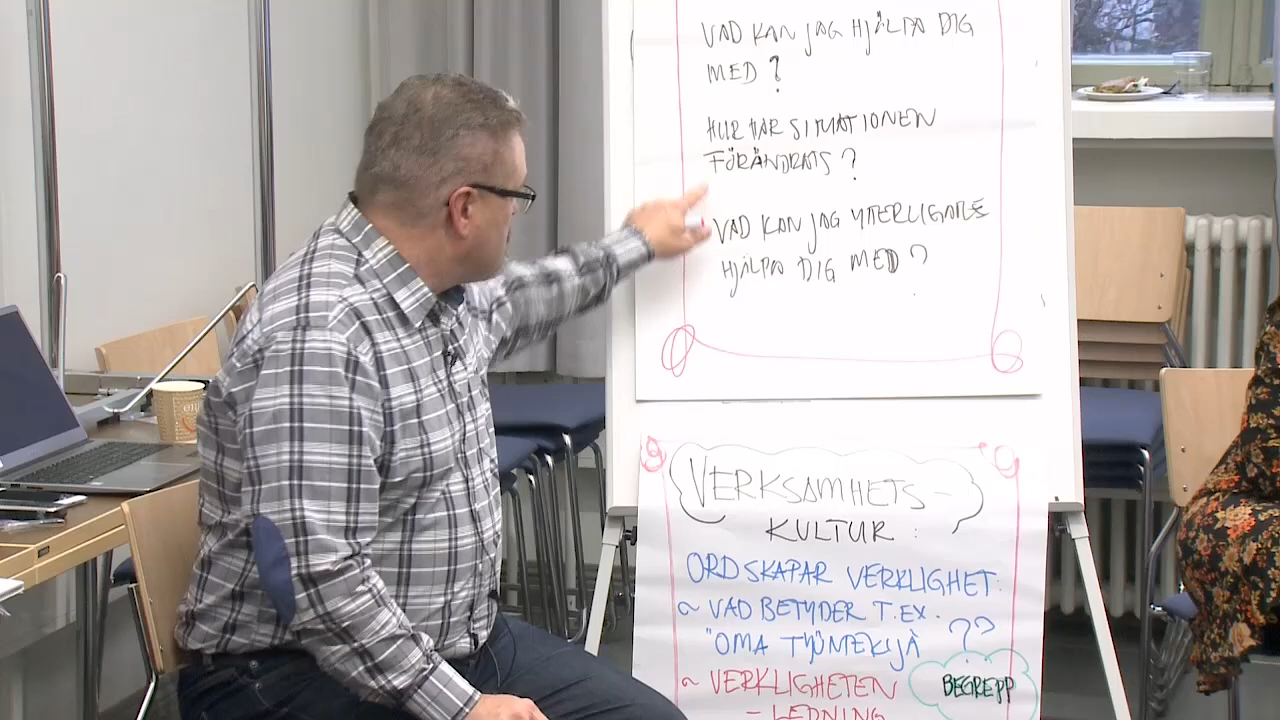 VAD KAN JAG HJÄLPA DIG
MED ?
HUR HAR SITUATIONEN
FÖRÄNDRATS ?
VAD KAN JAG YTTERLIGARE
HJÄLPA DIG MED ?
VERKSAMHETS-
KULTUR :
ORD SKAPAR VERKLIGHET:
~ VAD BETYDER T.EX.
"OMA TYÖNTEKIJÄ ??
~ VERKLIGHETEN
- LEDNING
BEGREPP